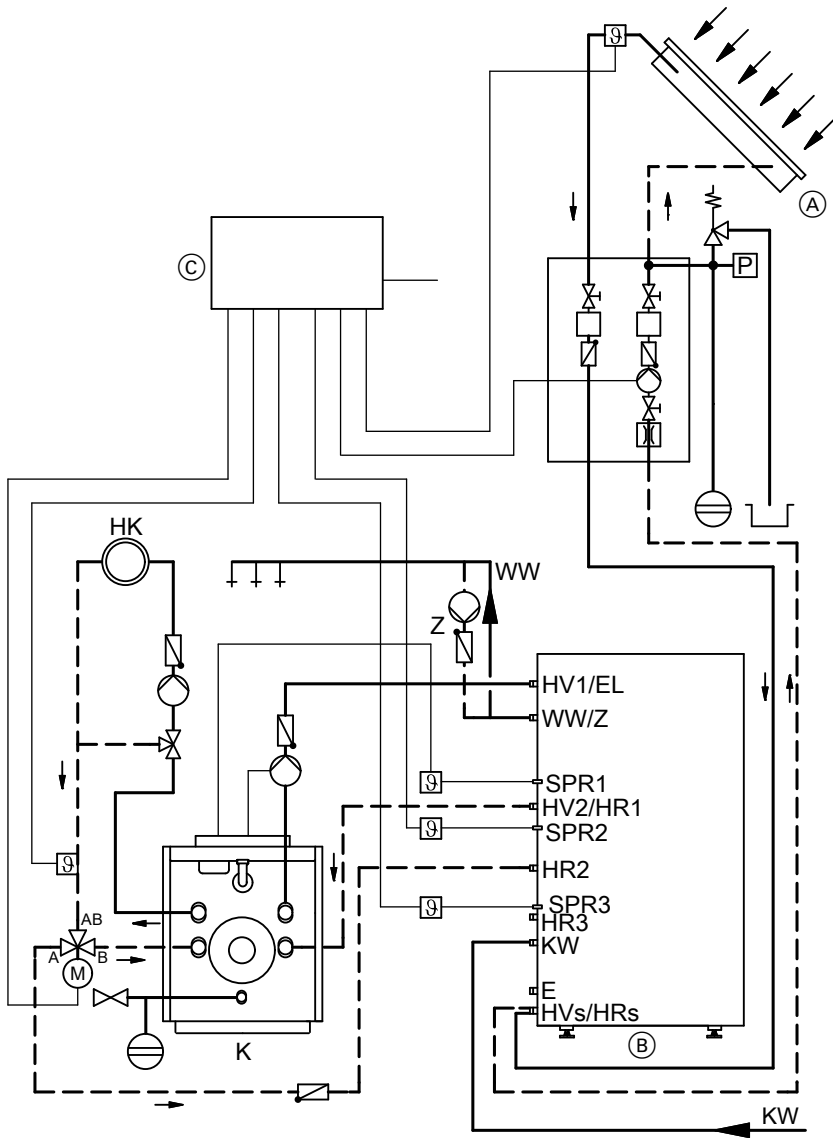 ϑ
A
C
P
HK
WW
Z
HV1/EL
WW/Z
ϑ
SPR1
HV2/HR1
ϑ
SPR2
ϑ
HR2
ϑ
SPR3
HR3
AB
KW
A
B
M
E
HVs/HRs
K
B
KW